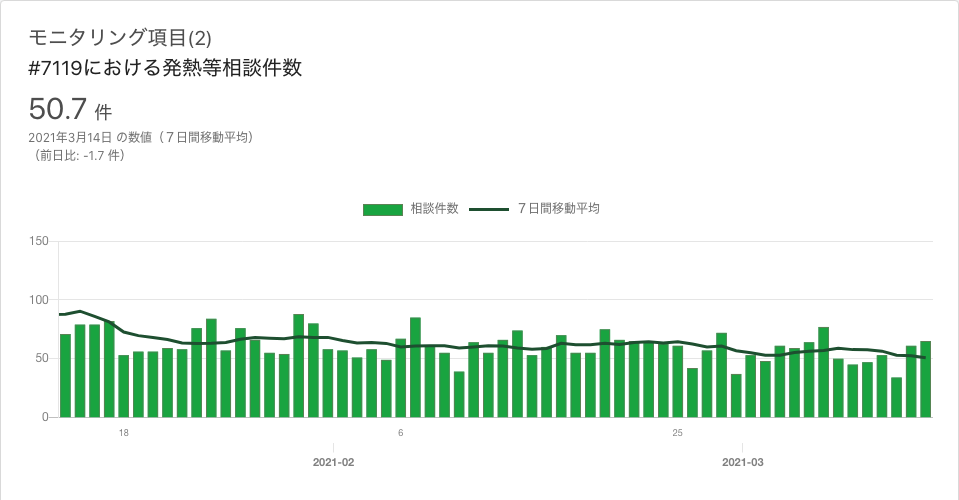 モニタリング項目(2)
#7119における発熱等相談件数
50.7 件
2021年3月14日 の数値（７日間移動平均）
（前日比: -1.7 件）
相談件数 ７日間移動平均
150
100
50
0
18 6 25
2021-02 2021-03